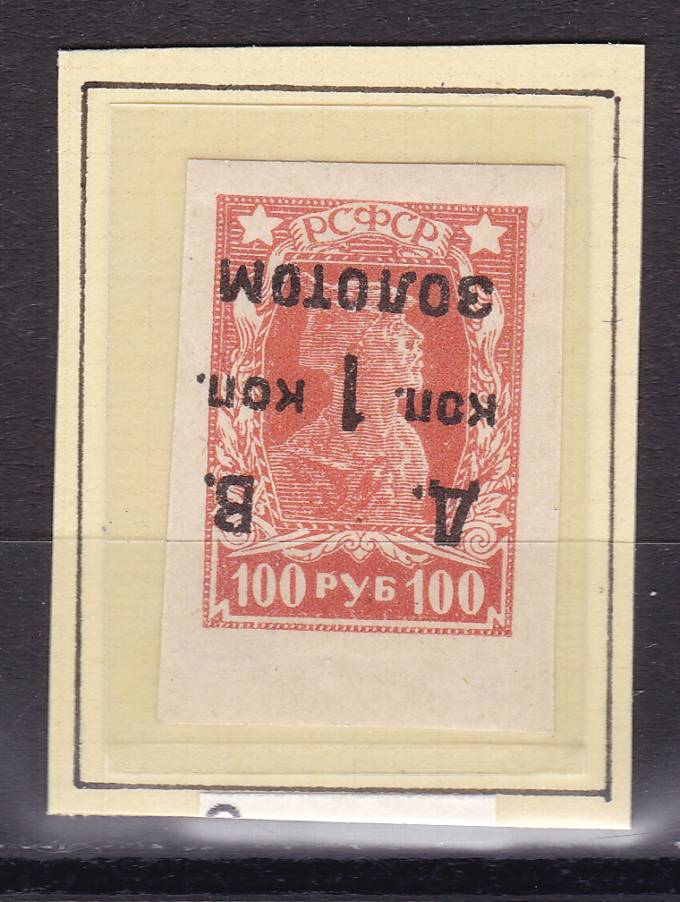 РСФСР
Д. В.
коп. 1 коп.
ЗОЛОТОМ
100 РУБ 100